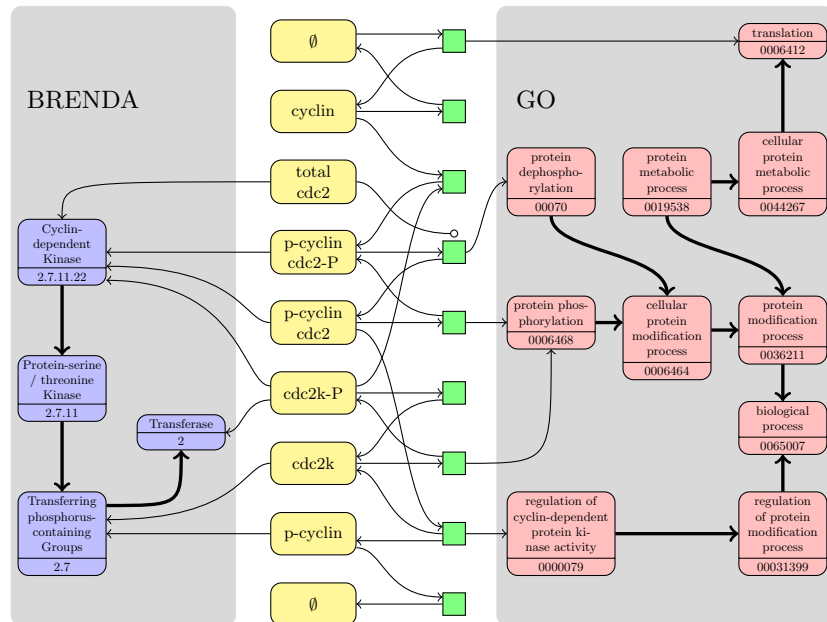 BRENDA
GO
∅
cyclin
total
cdc2
p-cyclin
cdc2-P
p-cyclin
cdc2
cdc2k-P
cdc2k
p-cyclin
∅
Cyclin-
dependent
Kinase
2.7.11.22
Protein-serine
/ threonine
Kinase
2.7.11
Transferase
2
Transferring
phosphorus-
containing
Groups
2.7
translation
0006412
protein
dephospho-
rylation
00070
protein
metabolic
process
0019538
cellular
protein
metabolic
process
0044267
protein phos-
phorylation
0006468
cellular
protein
modification
process
0006464
protein
modification
process
0036211
biological
process
0065007
regulation of
cyclin-dependent
protein ki-
nase activity
0000079
regulation
of protein
modification
process
00031399